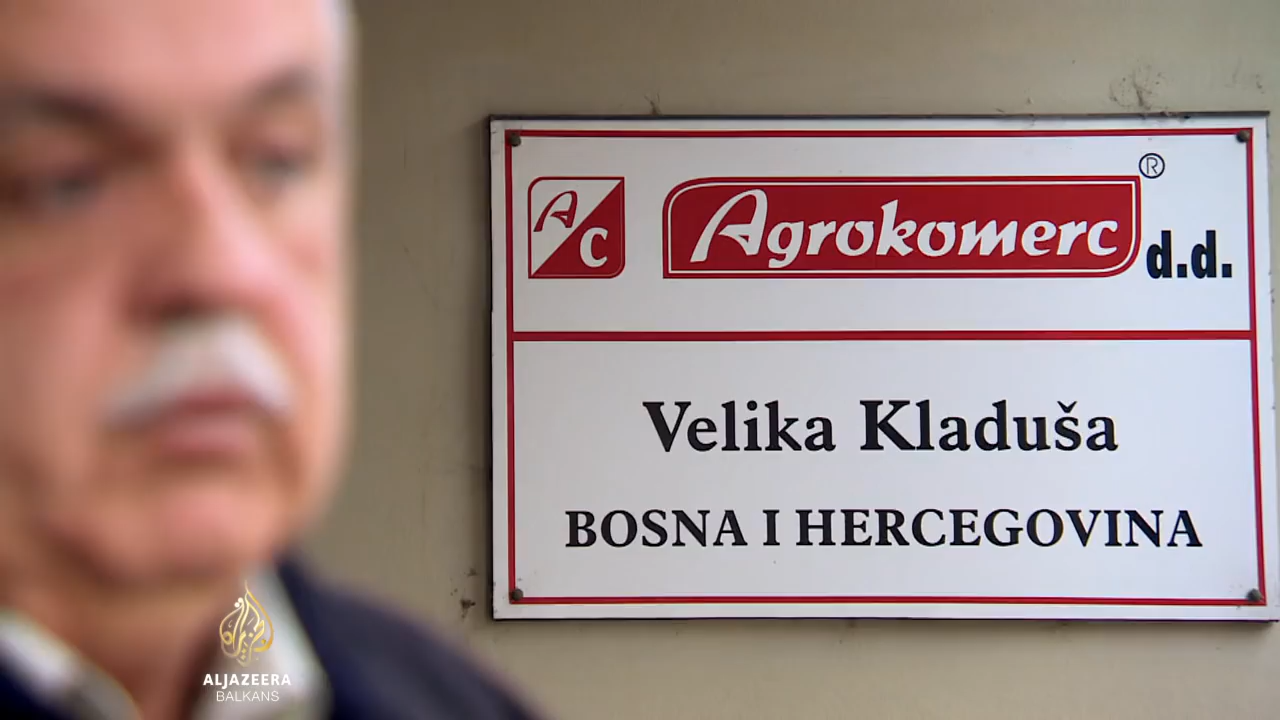 AC
Agrokomerc ® d.d.
Velika Kladuša
BOSNA I HERCEGOVINA
ALJAZEERA
BALKANS